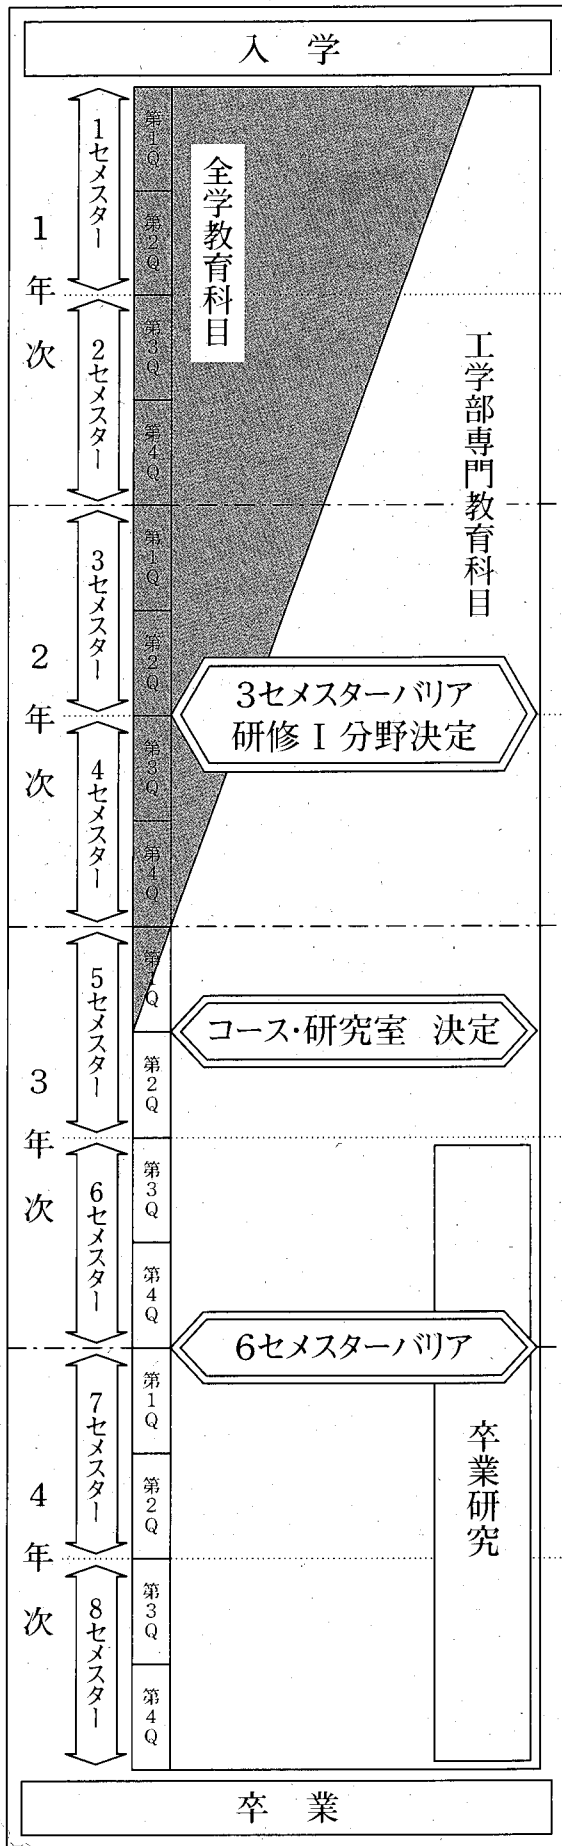 入学
1年次
1セメスター
第1Q
第2Q
全学教育科目
2セメスター
第3Q
第4Q
工学部専門教育科目
2年次
3セメスター
第1Q
第2Q
3セメスターバリア
研修Ⅰ分野決定
4セメスター
第3Q
第4Q
3年次
5セメスター
第1Q
コース・研究室 決定
第2Q
6セメスター
第3Q
第4Q
6セメスターバリア
4年次
7セメスター
第1Q
第2Q
卒業研究
8セメスター
第3Q
第4Q
卒業